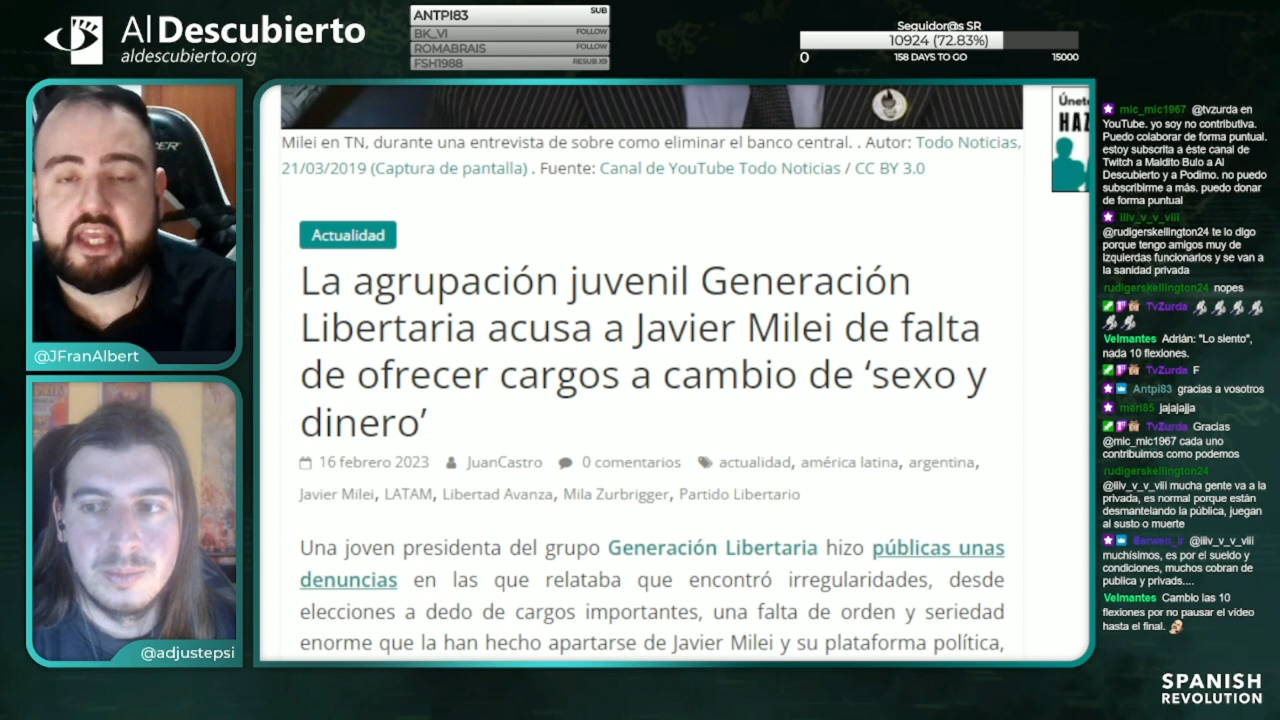 Al Descubierto
aldescubierto.org
ANTPI83 SUB
BK_VI FOLLOW
ROMABRAIS FOLLOW
FSH1988 RESUB X9
Seguidor@s SR
10924 (72.83%)
0 158 DAYS TO GO 15000
@JFranAlbert
@adjustepsi
Milei en TN, durante una entrevista de sobre como eliminar el banco central. . Autor: Todo Noticias,
21/03/2019 (Captura de pantalla) . Fuente: Canal de YouTube Todo Noticias / CC BY 3.0
Únete
HAZ
Actualidad
La agrupación juvenil Generación
Libertaria acusa a Javier Milei de falta
de ofrecer cargos a cambio de ‘sexo y
dinero’
16 febrero 2023 JuanCastro 0 comentarios actualidad, américa latina, argentina,
Javier Milei, LATAM, Libertad Avanza, Mila Zurbrigger, Partido Libertario
Una joven presidenta del grupo Generación Libertaria hizo públicas unas
denuncias en las que relataba que encontró irregularidades, desde
elecciones a dedo de cargos importantes, una falta de orden y seriedad
enorme que la han hecho apartarse de Javier Milei y su plataforma política,
mic_mic1967 @tvzurda en
YouTube. yo soy no contributiva.
Puedo colaborar de forma puntual.
estoy subscrita a éste canal de
Twitch a Maldito Bulo a Al
Descubierto y a Podimo. no puedo
subscribirme a más. puedo donar
de forma puntual
iiiv_v_v_viii
@rudigerskellington24 te lo digo
porque tengo amigos muy de
izquierdas funcionarios y se van a
la sanidad privada
rudigerskellington24 nopes
TvZurda
Velmantes Adrián: "Lo siento",
nada 10 flexiones.
TvZurda F
Antpi83 gracias a vosotros
meri85 jajajajja
TvZurda Gracias
@mic_mic1967 cada uno
contribuimos como podemos
rudigerskellington24
@iiiv_v_v_viii mucha gente va a la
privada, es normal porque están
desmantelando la pública, juegan
al susto o muerte
@iiiv_v_v_viii
muchísimos, es por el sueldo y
condiciones, muchos cobran de
publica y privads....
Velmantes Cambio las 10
flexiones por no pausar el vídeo
hasta el final.
SPANISH
REVOLUTION